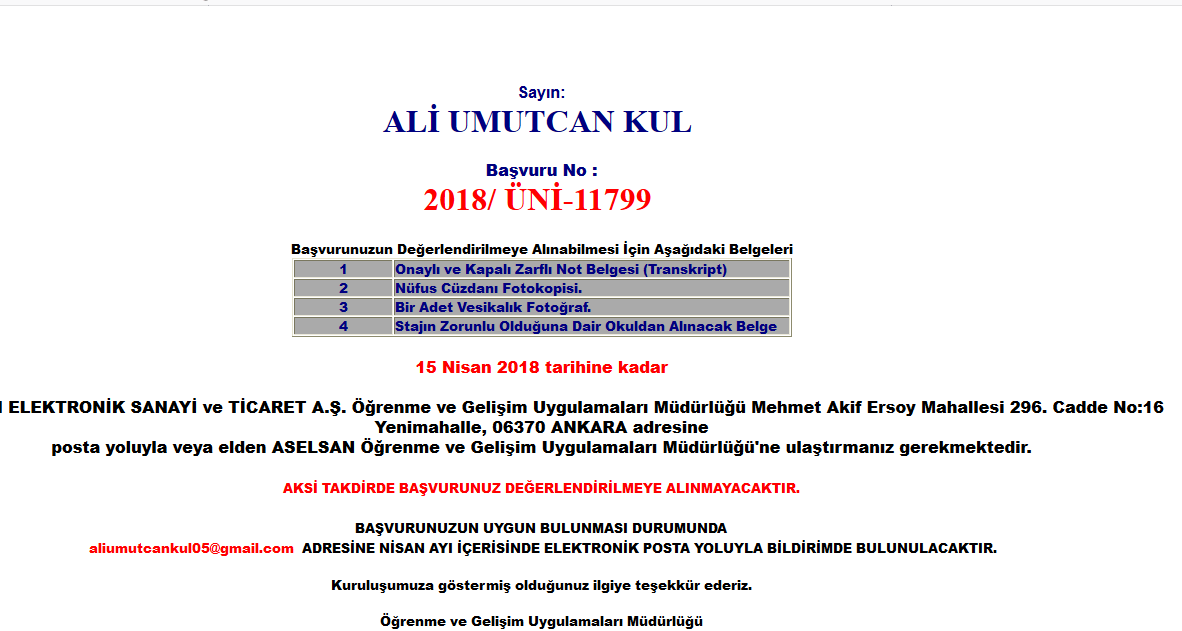 Sayın:
ALİ UMUTCAN KUL
Başvuru No :
2018/ ÜNİ-11799
Başvurunuzun Değerlendirilmeye Alınabilmesi İçin Aşağıdaki Belgeleri
1 Onaylı ve Kapalı Zarflı Not Belgesi (Transkript)
2 Nüfus Cüzdanı Fotokopisi.
3 Bir Adet Vesikalık Fotoğraf.
4 Stajın Zorunlu Olduğuna Dair Okuldan Alınacak Belge
15 Nisan 2018 tarihine kadar
ELEKTRONİK SANAYİ ve TİCARET A.Ş. Öğrenme ve Gelişim Uygulamaları Müdürlüğü Mehmet Akif Ersoy Mahallesi 296. Cadde No:16
Yenimahalle, 06370 ANKARA adresine
posta yoluyla veya elden ASELSAN Öğrenme ve Gelişim Uygulamaları Müdürlüğü'ne ulaştırmanız gerekmektedir.
AKSİ TAKDİRDE BAŞVURUNUZ DEĞERLENDİRİLMEYE ALINMAYACAKTIR.
BAŞVURUNUZUN UYGUN BULUNMASI DURUMUNDA
aliumutcankul05@gmail.com ADRESİNE NİSAN AYI İÇERİSİNDE ELEKTRONİK POSTA YOLUYLA BİLDİRİMDE BULUNULACAKTIR.
Kuruluşumuza göstermiş olduğunuz ilgiye teşekkür ederiz.
Öğrenme ve Gelişim Uygulamaları Müdürlüğü